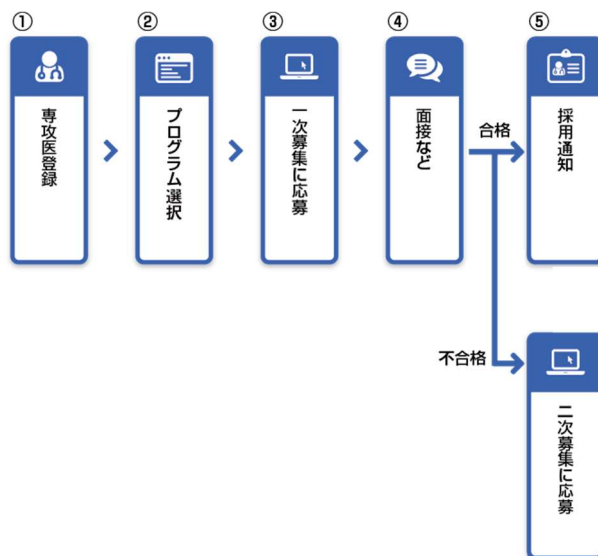 ①
専攻医登録
②
プログラム選択
③
一次募集に応募
④
面接など
合格
⑤
採用通知
不合格
二次募集に応募